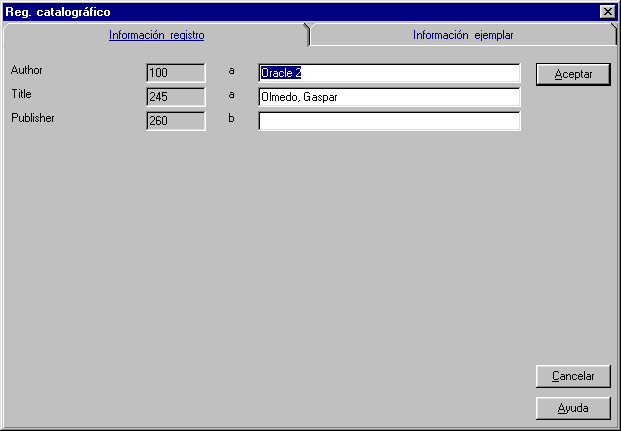 Reg. catalográfico
Información registro Información ejemplar
Author 100 a Oracle 2 Aceptar
Title 245 a Olmedo, Gaspar
Publisher 260 b
Cancelar
Ayuda